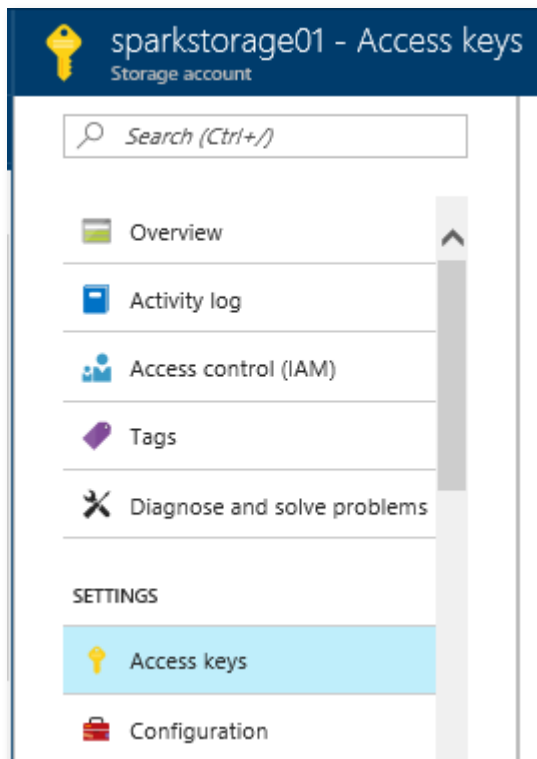 sparkstorage01 - Access keys
Storage account
Search (Ctrl+/)
Overview
Activity log
Access control (IAM)
Tags
Diagnose and solve problems
SETTINGS
Access keys
Configuration